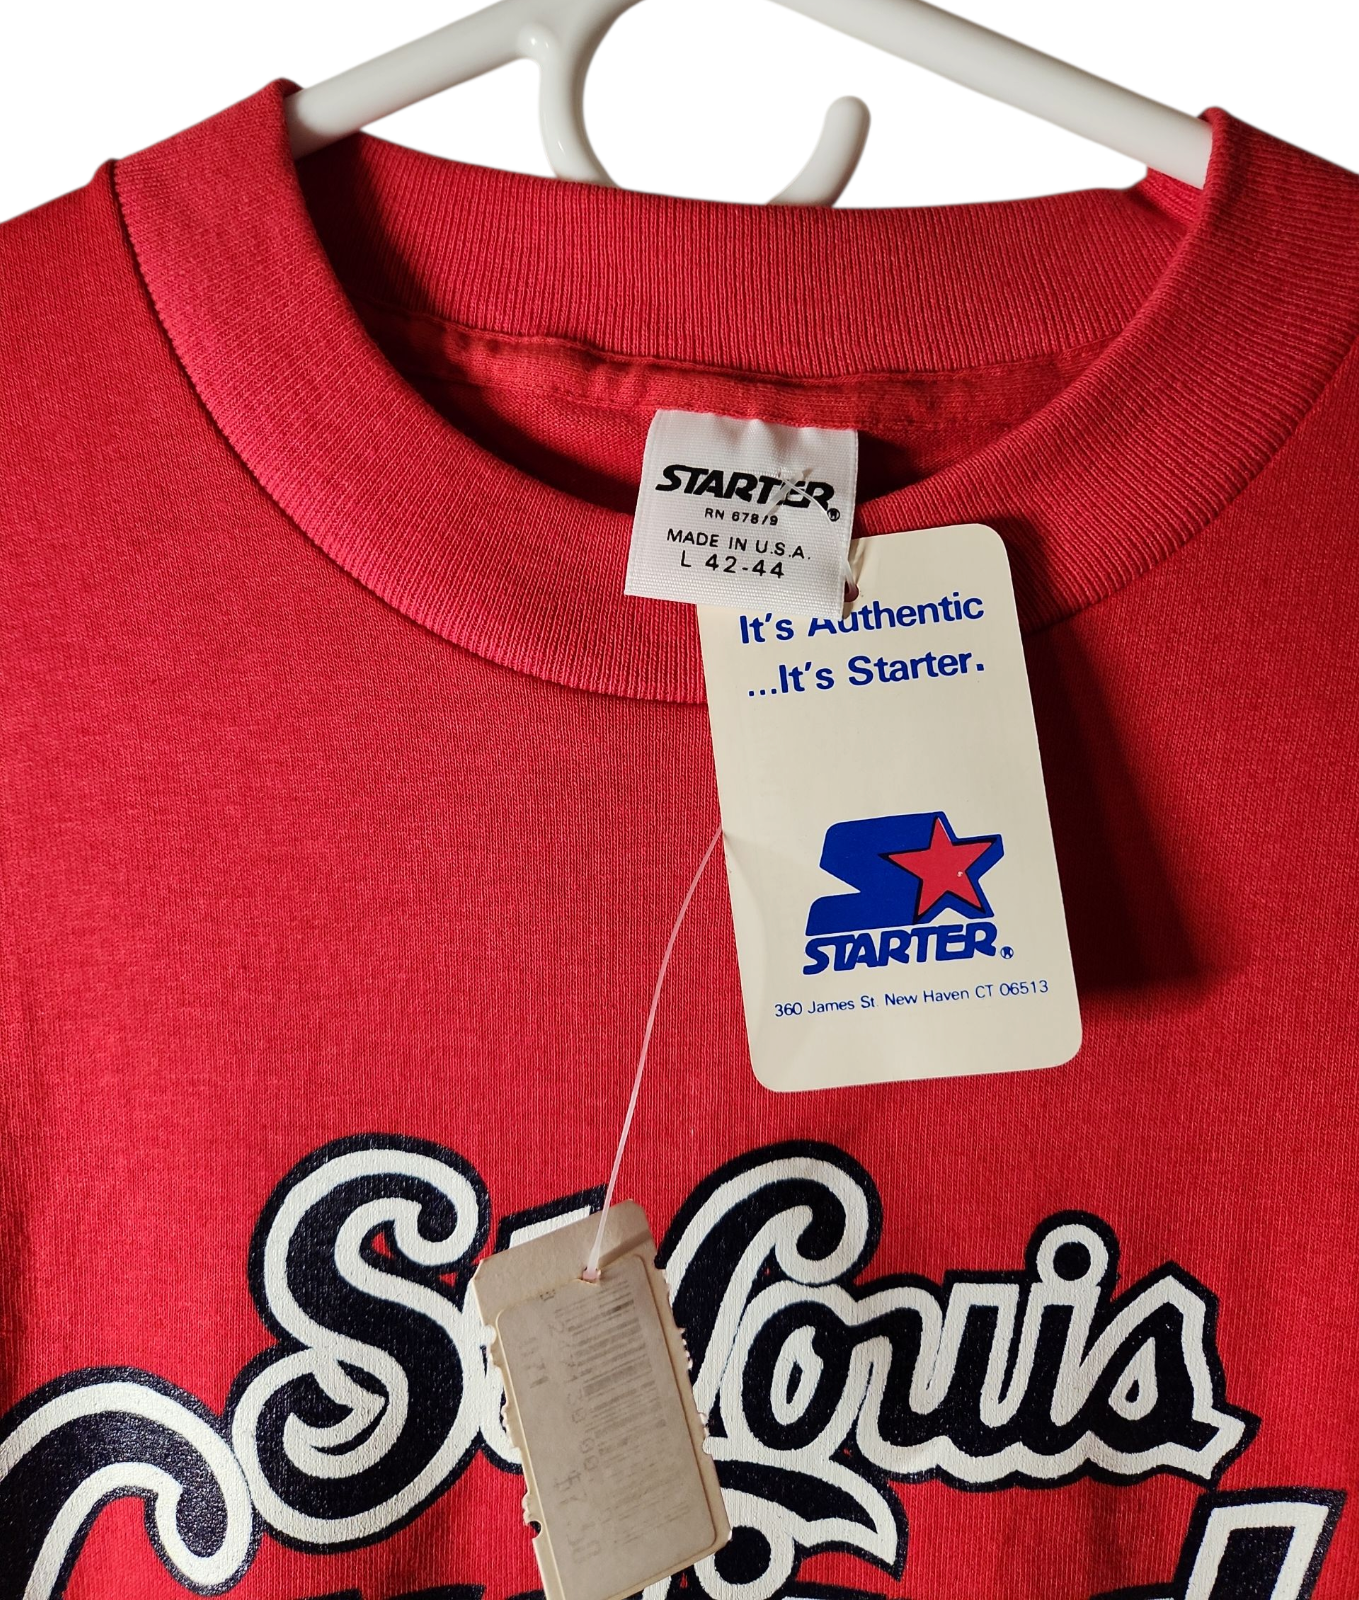 STARTER®
RN 67879
MADE IN U.S.A.
L 42-44
It's Authentic
...It's Starter.
STARTER®
360 James St. New Haven CT 06513
St. Louis